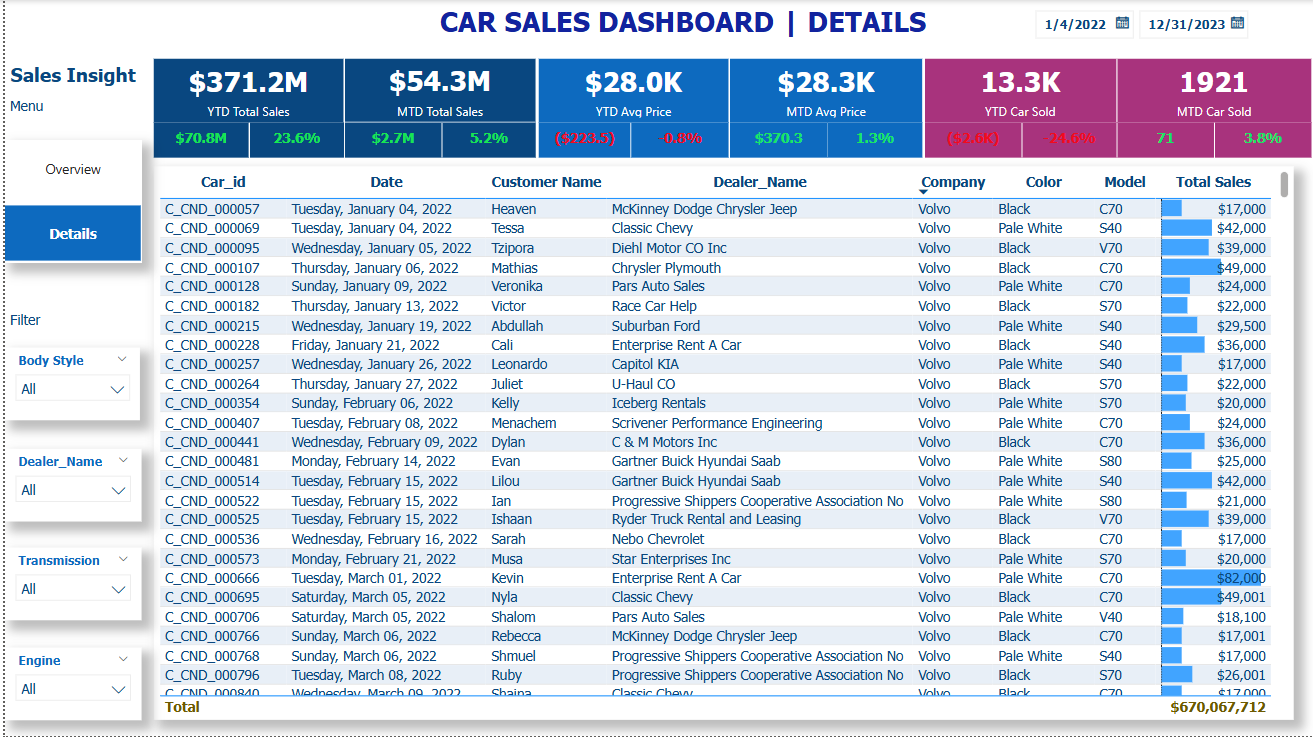 CAR SALES DASHBOARD | DETAILS
1/4/2022 12/31/2023
Sales Insight
Menu
Overview
Details
Filter
Body Style
All
Dealer_Name
All
Transmission
All
Engine
All
$371.2M
YTD Total Sales
$70.8M 23.6%
$54.3M
MTD Total Sales
$2.7M 5.2%
$28.0K
YTD Avg Price
($223.5) -0.8%
$28.3K
MTD Avg Price
$370.3 1.3%
13.3K
YTD Car Sold
($2.6K) -24.6%
1921
MTD Car Sold
71 3.8%
Car_id Date Customer Name Dealer_Name Company Color Model Total Sales
C_CND_000057 Tuesday, January 04, 2022 Heaven McKinney Dodge Chrysler Jeep Volvo Black C70 $17,000
C_CND_000069 Tuesday, January 04, 2022 Tessa Classic Chevy Volvo Pale White S40 $42,000
C_CND_000095 Wednesday, January 05, 2022 Tzipora Diehl Motor CO Inc Volvo Black V70 $39,000
C_CND_000107 Thursday, January 06, 2022 Mathias Chrysler Plymouth Volvo Black C70 $49,000
C_CND_000128 Sunday, January 09, 2022 Veronika Pars Auto Sales Volvo Pale White C70 $24,000
C_CND_000182 Thursday, January 13, 2022 Victor Race Car Help Volvo Black S70 $22,000
C_CND_000215 Wednesday, January 19, 2022 Abdullah Suburban Ford Volvo Pale White S40 $29,500
C_CND_000228 Friday, January 21, 2022 Cali Enterprise Rent A Car Volvo Black S40 $36,000
C_CND_000257 Wednesday, January 26, 2022 Leonardo Capitol KIA Volvo Pale White S40 $17,000
C_CND_000264 Thursday, January 27, 2022 Juliet U-Haul CO Volvo Black S70 $22,000
C_CND_000354 Sunday, February 06, 2022 Kelly Iceberg Rentals Volvo Pale White S70 $20,000
C_CND_000407 Tuesday, February 08, 2022 Menachem Scrivener Performance Engineering Volvo Pale White C70 $24,000
C_CND_000441 Wednesday, February 09, 2022 Dylan C & M Motors Inc Volvo Black C70 $36,000
C_CND_000481 Monday, February 14, 2022 Evan Gartner Buick Hyundai Saab Volvo Pale White S80 $25,000
C_CND_000514 Tuesday, February 15, 2022 Lilou Gartner Buick Hyundai Saab Volvo Pale White S40 $42,000
C_CND_000522 Tuesday, February 15, 2022 Ian Progressive Shippers Cooperative Association No Volvo Pale White S80 $21,000
C_CND_000525 Tuesday, February 15, 2022 Ishaan Ryder Truck Rental and Leasing Volvo Black V70 $39,000
C_CND_000536 Wednesday, February 16, 2022 Sarah Nebo Chevrolet Volvo Black C70 $17,000
C_CND_000573 Monday, February 21, 2022 Musa Star Enterprises Inc Volvo Pale White S70 $20,000
C_CND_000666 Tuesday, March 01, 2022 Kevin Enterprise Rent A Car Volvo Pale White C70 $82,000
C_CND_000695 Saturday, March 05, 2022 Nyla Classic Chevy Volvo Black C70 $49,001
C_CND_000706 Saturday, March 05, 2022 Shalom Pars Auto Sales Volvo Pale White V40 $18,100
C_CND_000766 Sunday, March 06, 2022 Rebecca McKinney Dodge Chrysler Jeep Volvo Black C70 $17,001
C_CND_000768 Sunday, March 06, 2022 Shmuel Progressive Shippers Cooperative Association No Volvo Pale White S40 $17,000
C_CND_000796 Tuesday, March 08, 2022 Ruby Progressive Shippers Cooperative Association No Volvo Black S70 $26,001
C_CND_000840 Wednesday, March 09, 2022 Shaina Classic Chevy Volvo Black C70 $17,000
Total $670,067,712